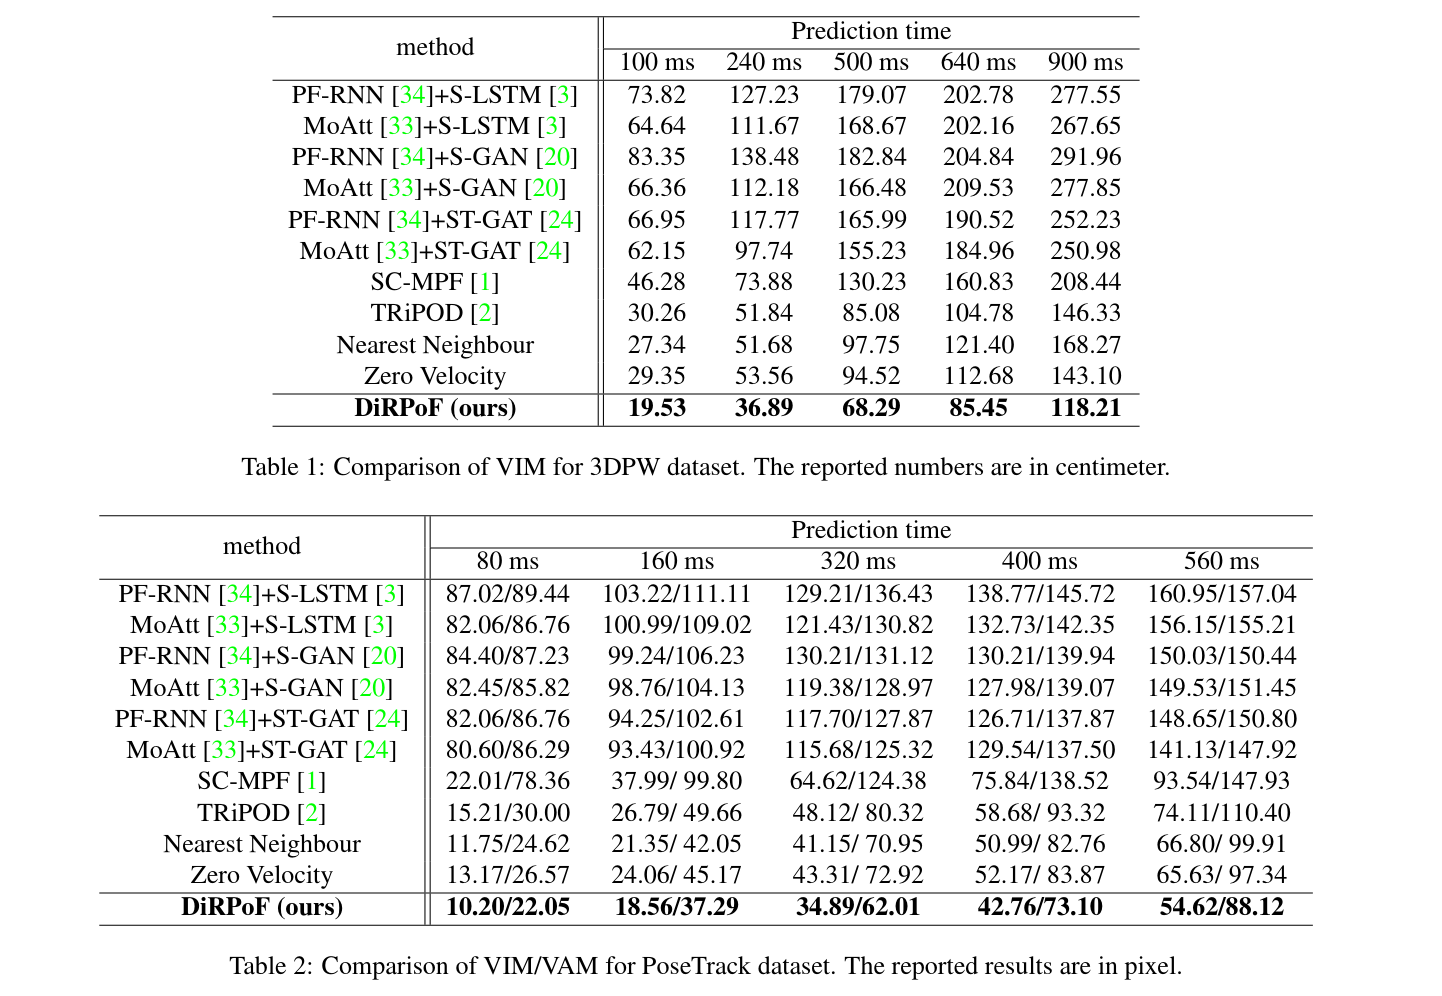 method Prediction time
100 ms 240 ms 500 ms 640 ms 900 ms
PF-RNN [34]+S-LSTM [3] 73.82 127.23 179.07 202.78 277.55
MoAtt [33]+S-LSTM [3] 64.64 111.67 168.67 202.16 267.65
PF-RNN [34]+S-GAN [20] 83.35 138.48 182.84 204.84 291.96
MoAtt [33]+S-GAN [20] 66.36 112.18 166.48 209.53 277.85
PF-RNN [34]+ST-GAT [24] 66.95 117.77 165.99 190.52 252.23
MoAtt [33]+ST-GAT [24] 62.15 97.74 155.23 184.96 250.98
SC-MPF [1] 46.28 73.88 130.23 160.83 208.44
TRiPOD [2] 30.26 51.84 85.08 104.78 146.33
Nearest Neighbour 27.34 51.68 97.75 121.40 168.27
Zero Velocity 29.35 53.56 94.52 112.68 143.10
DiRPoF (ours) 19.53 36.89 68.29 85.45 118.21
Table 1: Comparison of VIM for 3DPW dataset. The reported numbers are in centimeter.
method Prediction time
80 ms 160 ms 320 ms 400 ms 560 ms
PF-RNN [34]+S-LSTM [3] 87.02/89.44 103.22/111.11 129.21/136.43 138.77/145.72 160.95/157.04
MoAtt [33]+S-LSTM [3] 82.06/86.76 100.99/109.02 121.43/130.82 132.73/142.35 156.15/155.21
PF-RNN [34]+S-GAN [20] 84.40/87.23 99.24/106.23 130.21/131.12 130.21/139.94 150.03/150.44
MoAtt [33]+S-GAN [20] 82.45/85.82 98.76/104.13 119.38/128.97 127.98/139.07 149.53/151.45
PF-RNN [34]+ST-GAT [24] 82.06/86.76 94.25/102.61 117.70/127.87 126.71/137.87 148.65/150.80
MoAtt [33]+ST-GAT [24] 80.60/86.29 93.43/100.92 115.68/125.32 129.54/137.50 141.13/147.92
SC-MPF [1] 22.01/78.36 37.99/ 99.80 64.62/124.38 75.84/138.52 93.54/147.93
TRiPOD [2] 15.21/30.00 26.79/ 49.66 48.12/ 80.32 58.68/ 93.32 74.11/110.40
Nearest Neighbour 11.75/24.62 21.35/ 42.05 41.15/ 70.95 50.99/ 82.76 66.80/ 99.91
Zero Velocity 13.17/26.57 24.06/ 45.17 43.31/ 72.92 52.17/ 83.87 65.63/ 97.34
DiRPoF (ours) 10.20/22.05 18.56/37.29 34.89/62.01 42.76/73.10 54.62/88.12
Table 2: Comparison of VIM/VAM for PoseTrack dataset. The reported results are in pixel.